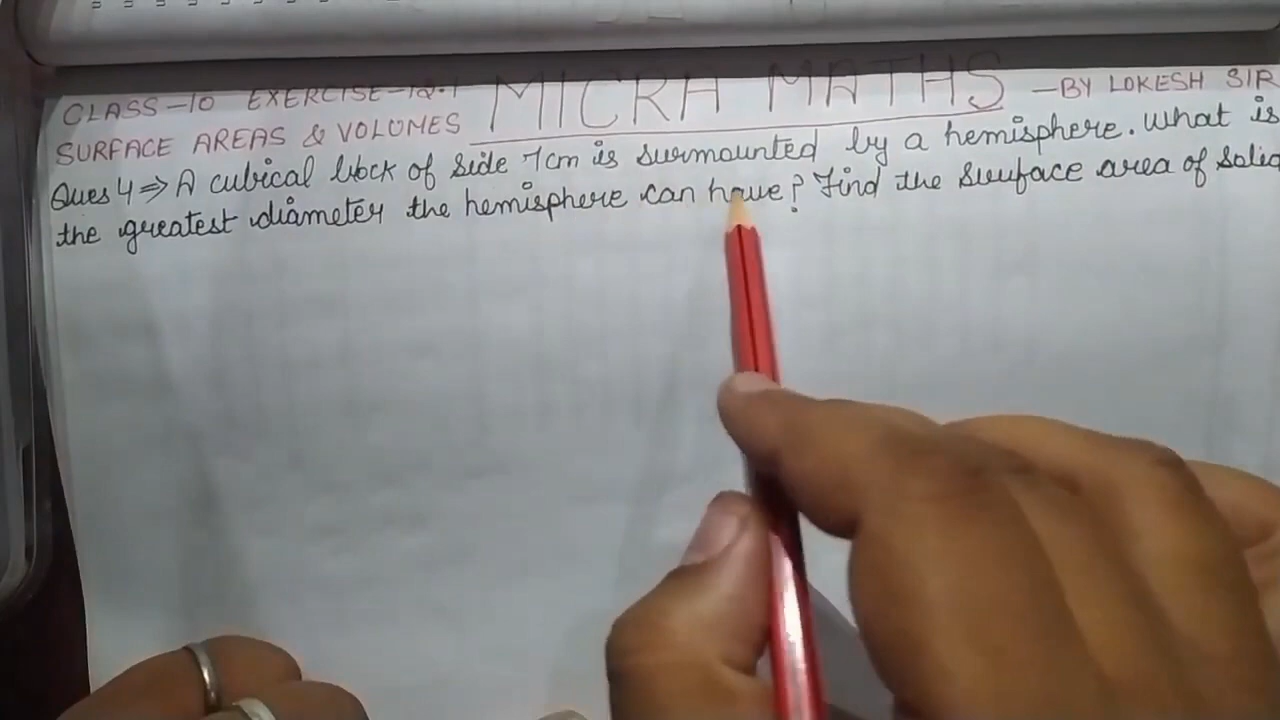 CLASS-10 EXERCISE-12.1 MICRA MATHS -BY LOKESH SIR
SURFACE AREAS & VOLUMES
Ques 4 ⇒ A cubical block of side 7cm is surmounted by a hemisphere. What is
the greatest diameter the hemisphere can have? Find the surface area of Solid